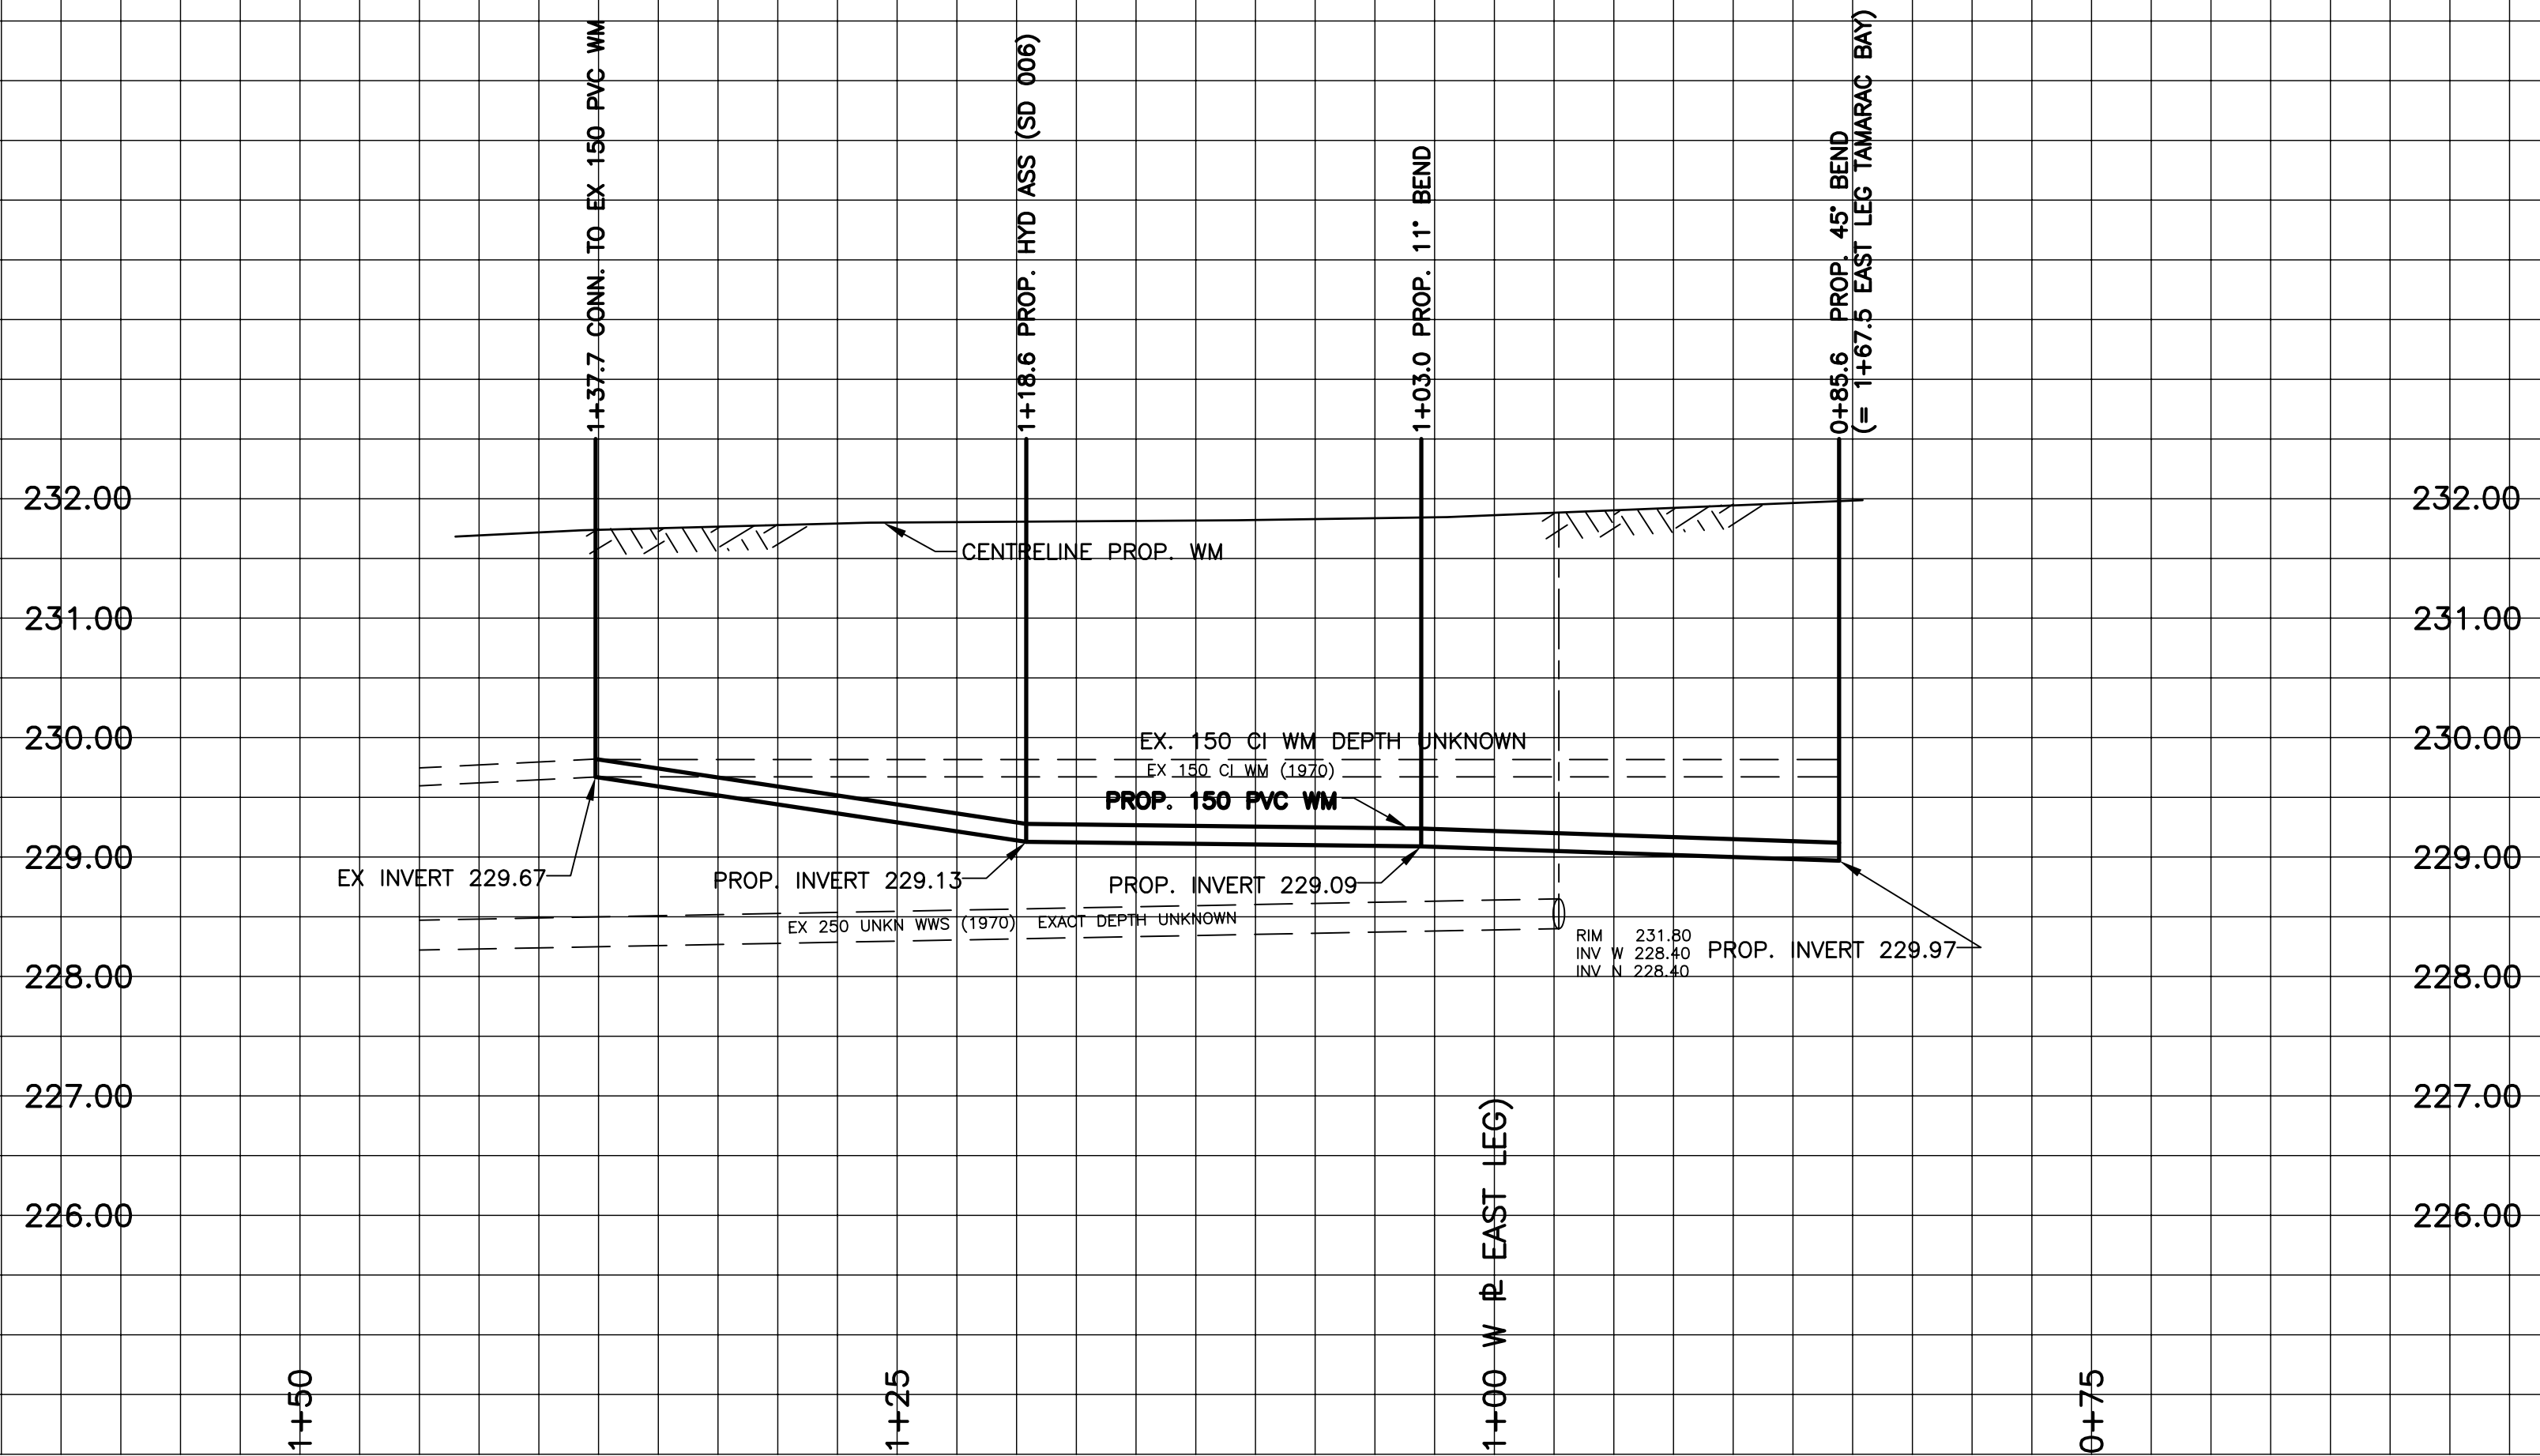 1+37.7 CONN. TO EX 150 PVC WM
1+18.6 PROP. HYD ASS (SD 006)
1+03.0 PROP. 11° BEND
0+85.6 PROP. 45° BEND
(= 1+67.5 EAST LEG TAMARAC BAY)
232.00
232.00
CENTRELINE PROP. WM
231.00
231.00
230.00
EX. 150 CI WM DEPTH UNKNOWN
230.00
EX 150 CI WM (1970)
PROP. 150 PVC WM
229.00
229.00
EX INVERT 229.67
PROP. INVERT 229.13
PROP. INVERT 229.09
EX 250 UNKN WWS (1970) EXACT DEPTH UNKNOWN
RIM 231.80
INV W 228.40
INV N 228.40
PROP. INVERT 229.97
228.00
228.00
227.00
227.00
226.00
226.00
1+50
1+25
1+00 W PL EAST LEG)
0+75